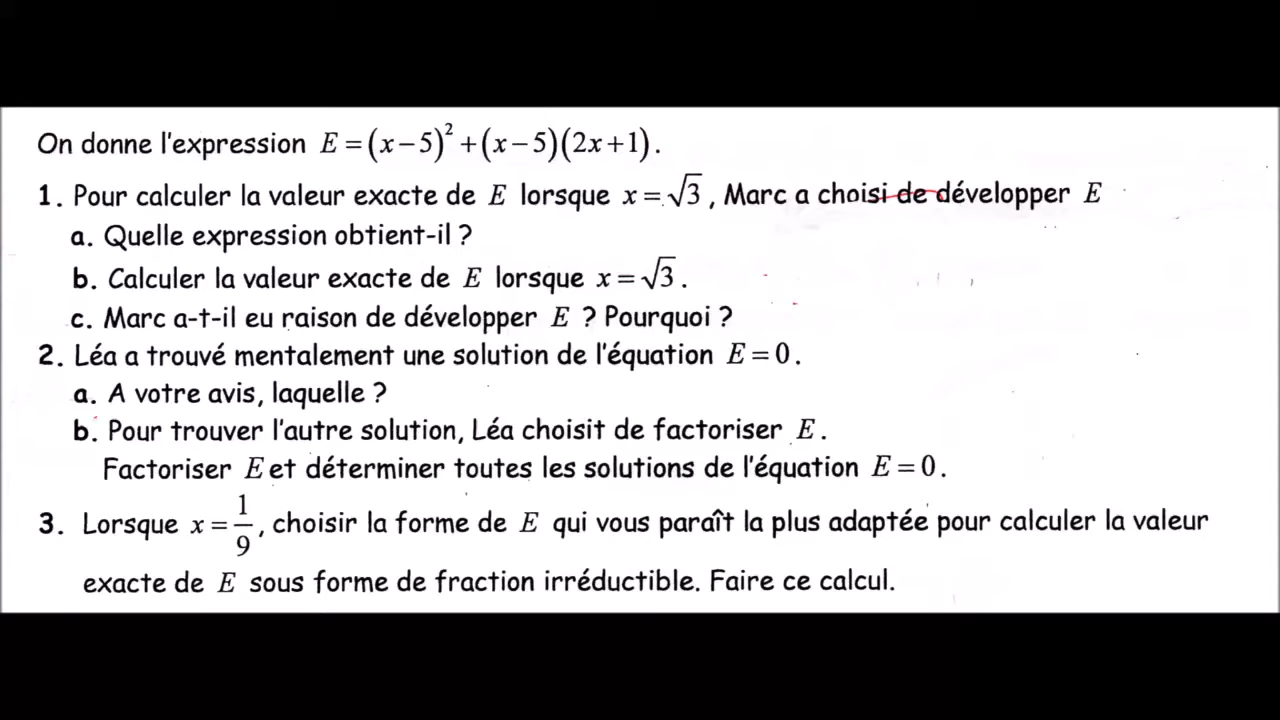 On donne l'expression E = (x − 5)² + (x − 5)(2x + 1).
1. Pour calculer la valeur exacte de E lorsque x = √3, Marc a choisi de développer E
a. Quelle expression obtient-il ?
b. Calculer la valeur exacte de E lorsque x = √3.
c. Marc a-t-il eu raison de développer E ? Pourquoi ?
2. Léa a trouvé mentalement une solution de l'équation E = 0.
a. A votre avis, laquelle ?
b. Pour trouver l'autre solution, Léa choisit de factoriser E.
Factoriser E et déterminer toutes les solutions de l'équation E = 0.
3. Lorsque x = 1/9, choisir la forme de E qui vous paraît la plus adaptée pour calculer la valeur
exacte de E sous forme de fraction irréductible. Faire ce calcul.